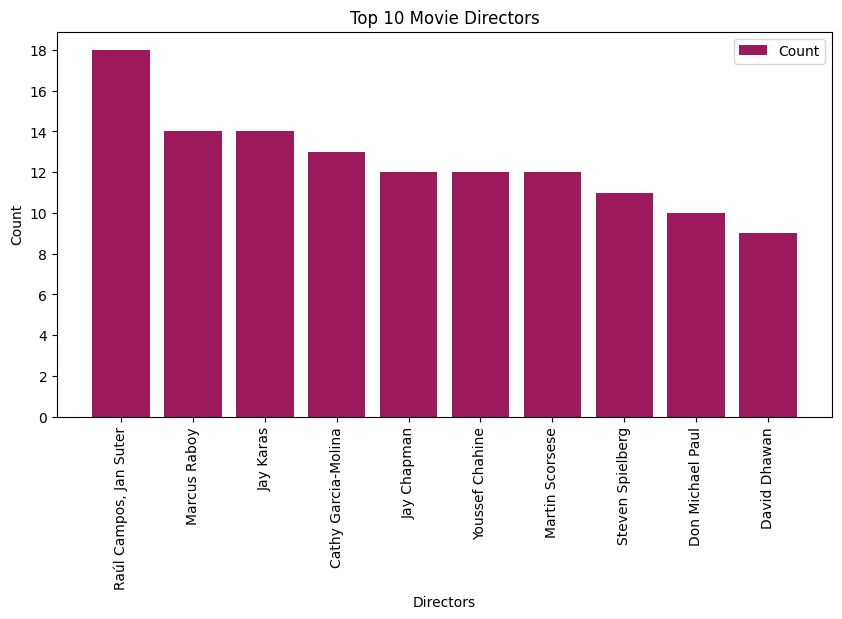 Top 10 Movie Directors
Count
Count
18
16
14
12
10
8
6
4
2
0
Raúl Campos, Jan Suter
Marcus Raboy
Jay Karas
Cathy Garcia-Molina
Jay Chapman
Youssef Chahine
Martin Scorsese
Steven Spielberg
Don Michael Paul
David Dhawan
Directors